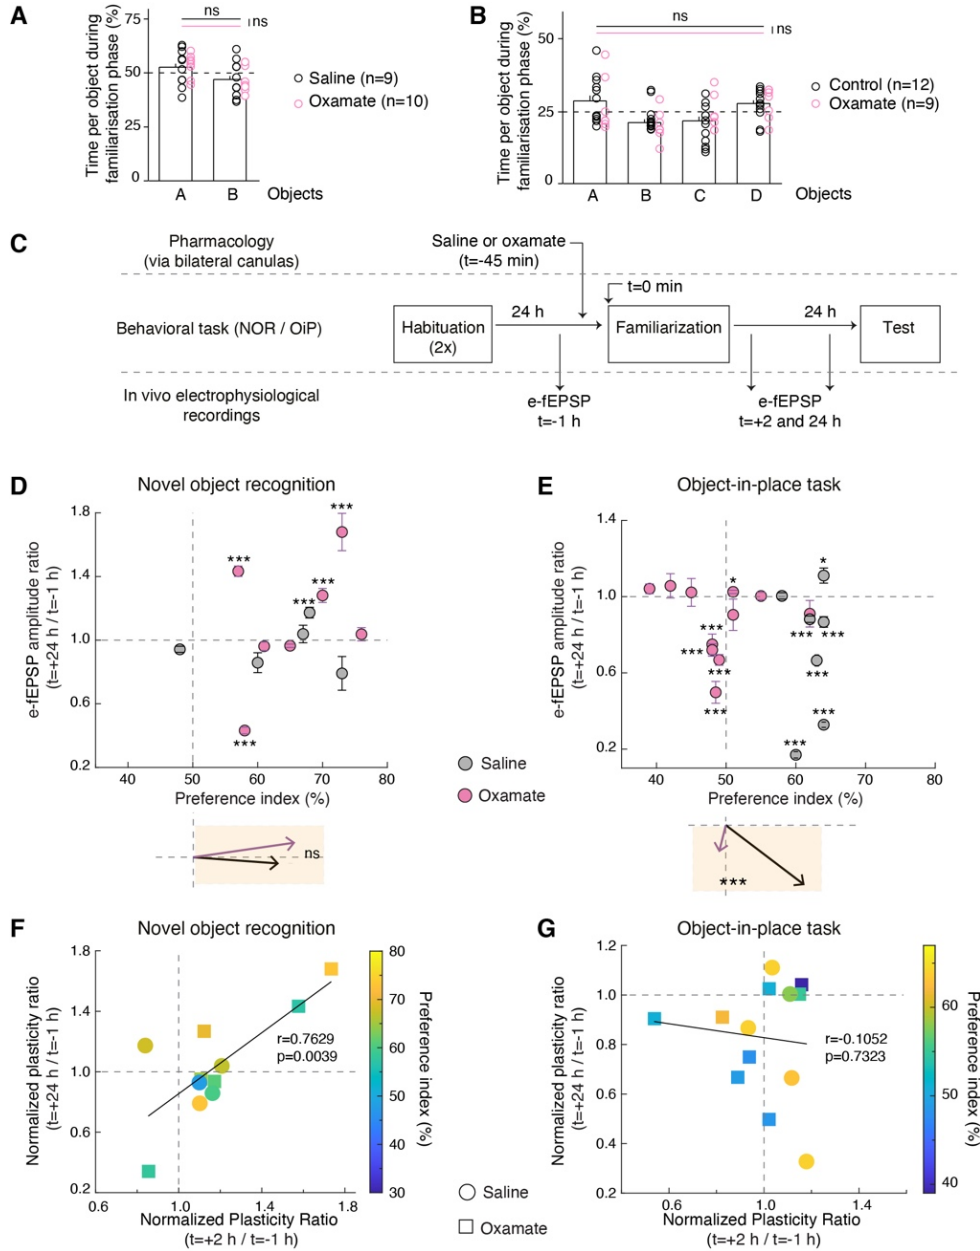 A
Time per object during
familiarisation phase (%)
75
50
25
0
ns
ns
A
B
Objects
Saline (n=9)
Oxamate (n=10)
B
Time per object during
familiarisation phase (%)
50
25
0
ns
ns
A
B
C
D
Objects
Control (n=12)
Oxamate (n=9)
C
Pharmacology
(via bilateral canulas)
Saline or oxamate
(t=-45 min)
t=0 min
Behavioral task (NOR / OiP)
Habituation
(2x)
24 h
Familiarization
24 h
Test
In vivo electrophysiological
recordings
e-fEPSP
t=-1 h
e-fEPSP
t=+2 and 24 h
D
Novel object recognition
e-fEPSP amplitude ratio
(t=+24 h / t=-1 h)
1.8
1.4
1.0
0.6
0.2
***
***
***
***
***
40
50
60
70
80
Preference index (%)
ns
E
Object-in-place task
e-fEPSP amplitude ratio
(t=+24 h / t=-1 h)
1.4
1.0
0.6
0.2
*
*
***
***
***
***
***
***
***
***
***
40
50
60
70
80
Preference index (%)
***
Saline
Oxamate
F
Novel object recognition
Normalized plasticity ratio
(t=+24 h / t=-1 h)
1.8
1.4
1.0
0.6
0.2
r=0.7629
p=0.0039
0.6
1.0
1.4
1.8
Normalized Plasticity Ratio
(t=+2 h / t=-1 h)
80
70
60
50
40
30
Preference index (%)
G
Object-in-place task
Normalized plasticity ratio
(t=+24 h / t=-1 h)
1.2
1.0
0.8
0.6
0.4
0.2
r=-0.1052
p=0.7323
0.6
1.0
1.4
Normalized Plasticity Ratio
(t=+2 h / t=-1 h)
60
50
40
Preference index (%)
Saline
Oxamate